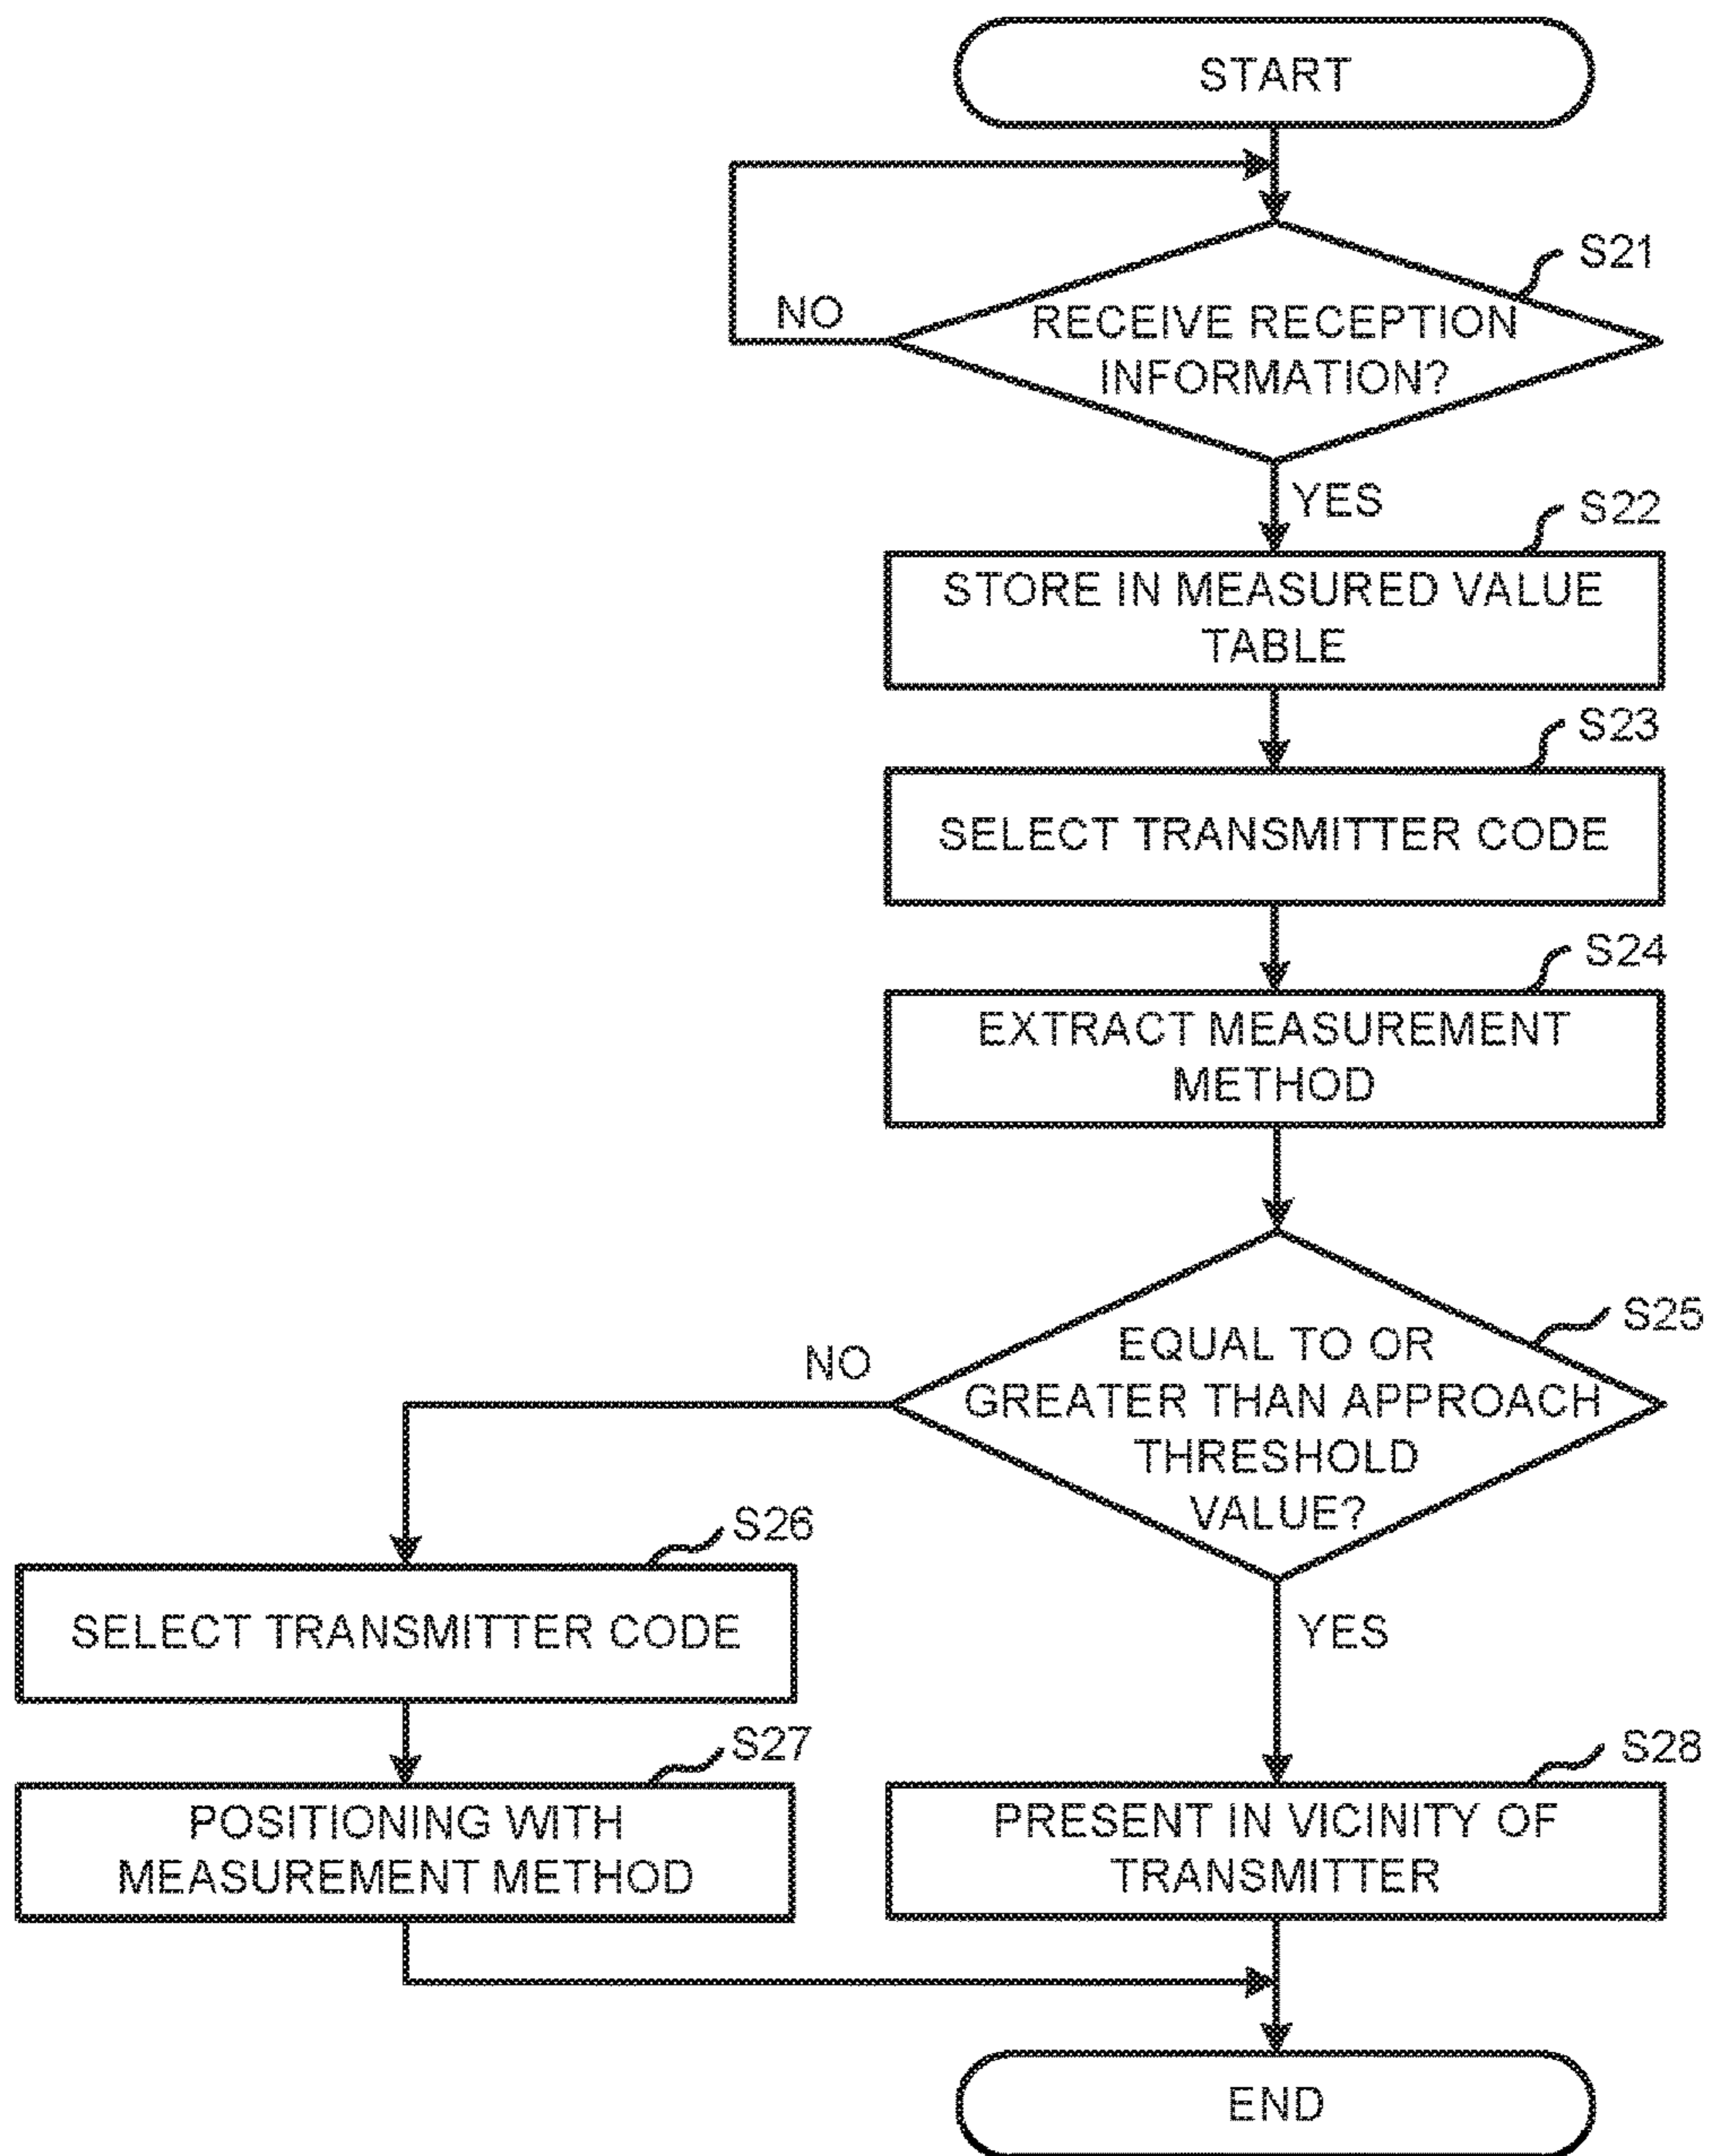 START
S21
NO
RECEIVE RECEPTION
INFORMATION?
YES
S22
STORE IN MEASURED VALUE
TABLE
S23
SELECT TRANSMITTER CODE
S24
EXTRACT MEASUREMENT
METHOD
S25
NO
EQUAL TO OR
GREATER THAN APPROACH
THRESHOLD
VALUE?
S26
SELECT TRANSMITTER CODE
YES
S27
POSITIONING WITH
MEASUREMENT METHOD
S28
PRESENT IN VICINITY OF
TRANSMITTER
END